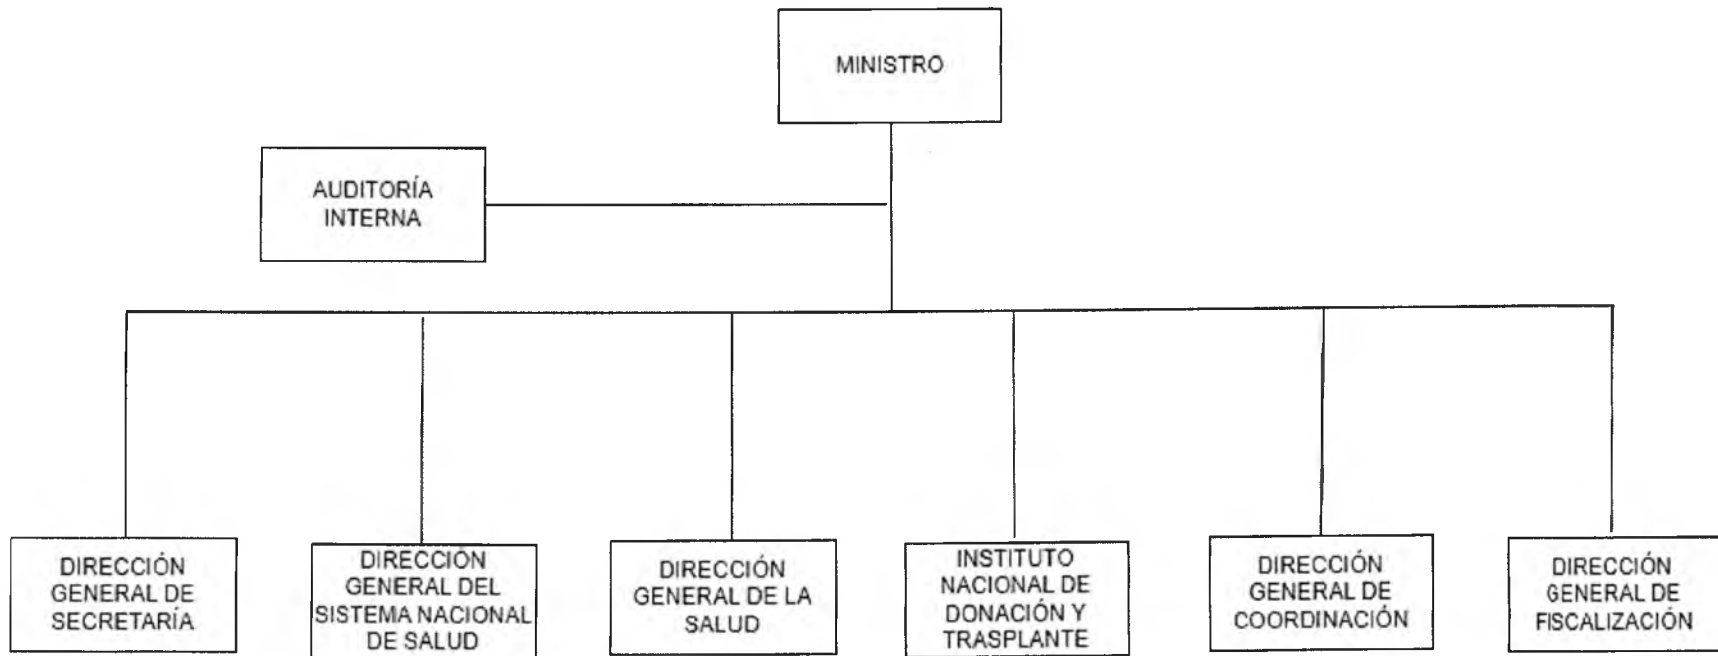 MINISTRO
AUDITORÍA
INTERNA
DIRECCIÓN
GENERAL DE
SECRETARÍA
DIRECCIÓN
GENERAL DEL
SISTEMA NACIONAL
DE SALUD
DIRECCIÓN
GENERAL DE LA
SALUD
INSTITUTO
NACIONAL DE
DONACIÓN Y
TRASPLANTE
DIRECCIÓN
GENERAL DE
COORDINACIÓN
DIRECCIÓN
GENERAL DE
FISCALIZACIÓN